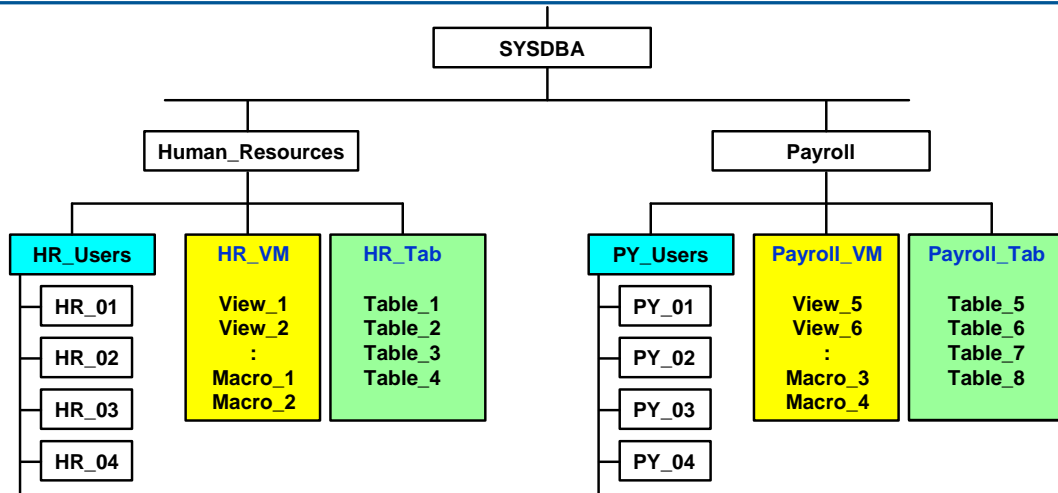 SYSDBA
Human_Resources
Payroll
HR_Users
HR_01
HR_02
HR_03
HR_04
HR_VM
View_1
View_2
:
Macro_1
Macro_2
HR_Tab
Table_1
Table_2
Table_3
Table_4
PY_Users
PY_01
PY_02
PY_03
PY_04
Payroll_VM
View_5
View_6
:
Macro_3
Macro_4
Payroll_Tab
Table_5
Table_6
Table_7
Table_8